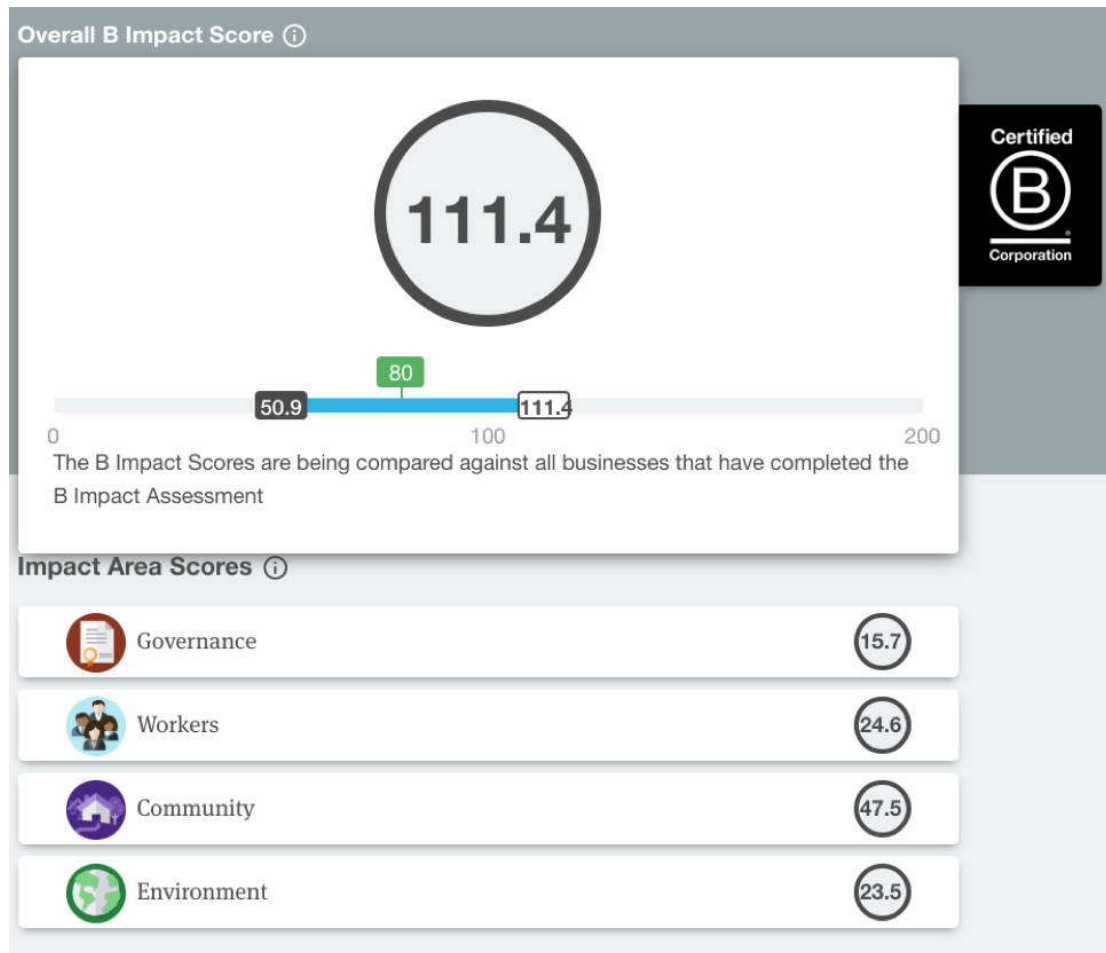 Overall B Impact Score
111.4
Certified
B
®
Corporation
80
50.9
111.4
0
100
200
The B Impact Scores are being compared against all businesses that have completed the
B Impact Assessment
Impact Area Scores
Governance
15.7
Workers
24.6
Community
47.5
Environment
23.5